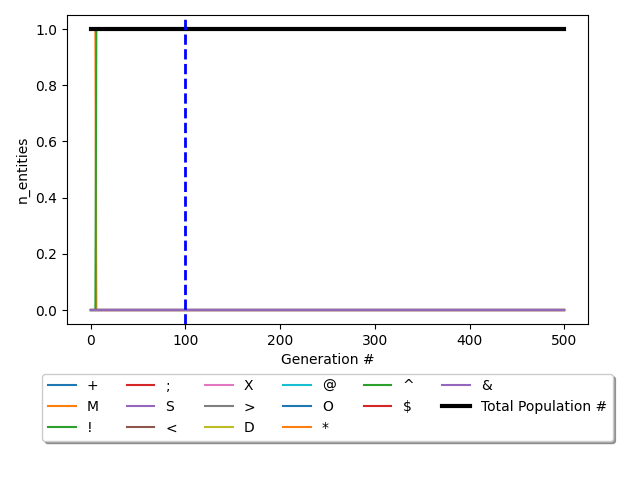 1.0
0.8
0.6
0.4
0.2
0.0
n_entities
0 100 200 300 400 500
Generation #
+ ; X @ ^ &
M S > O $ Total Population #
! < D *